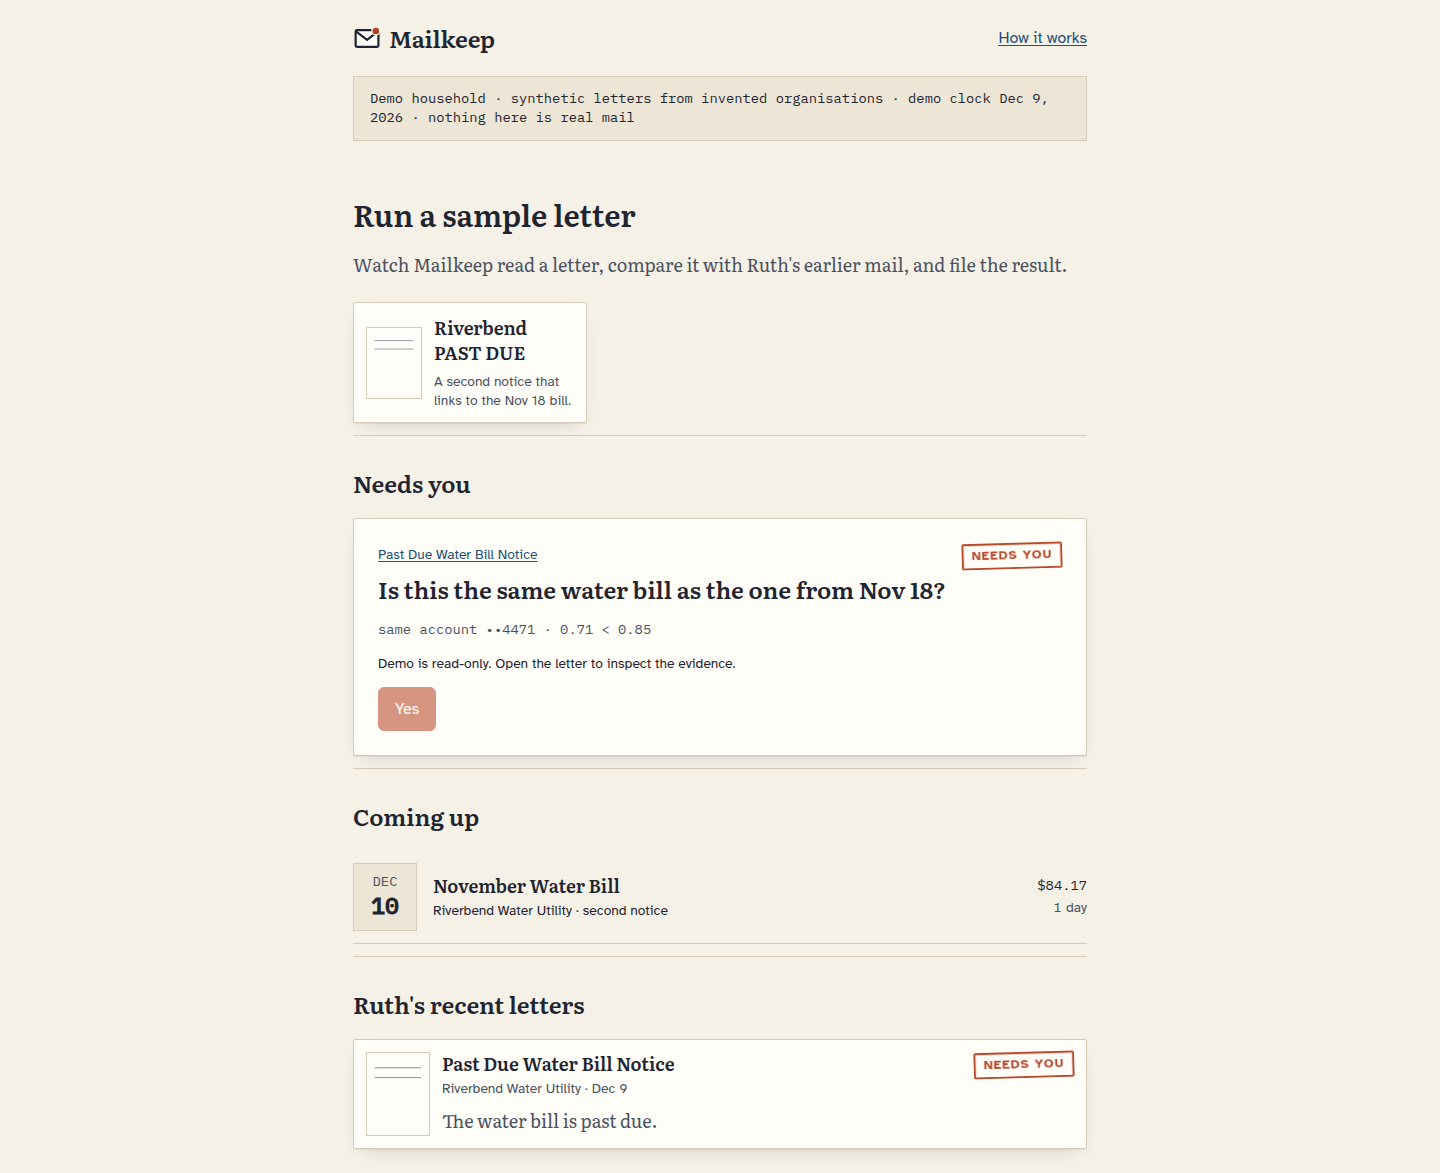 Mailkeep
How it works
Demo household · synthetic letters from invented organisations · demo clock Dec 9,
2026 · nothing here is real mail
Run a sample letter
Watch Mailkeep read a letter, compare it with Ruth's earlier mail, and file the result.
Riverbend
PAST DUE
A second notice that
links to the Nov 18 bill.
Needs you
Past Due Water Bill Notice
NEEDS YOU
Is this the same water bill as the one from Nov 18?
same account ••4471 · 0.71 < 0.85
Demo is read-only. Open the letter to inspect the evidence.
Yes
Coming up
DEC
10
November Water Bill
Riverbend Water Utility · second notice
$84.17
1 day
Ruth's recent letters
Past Due Water Bill Notice
Riverbend Water Utility · Dec 9
The water bill is past due.
NEEDS YOU